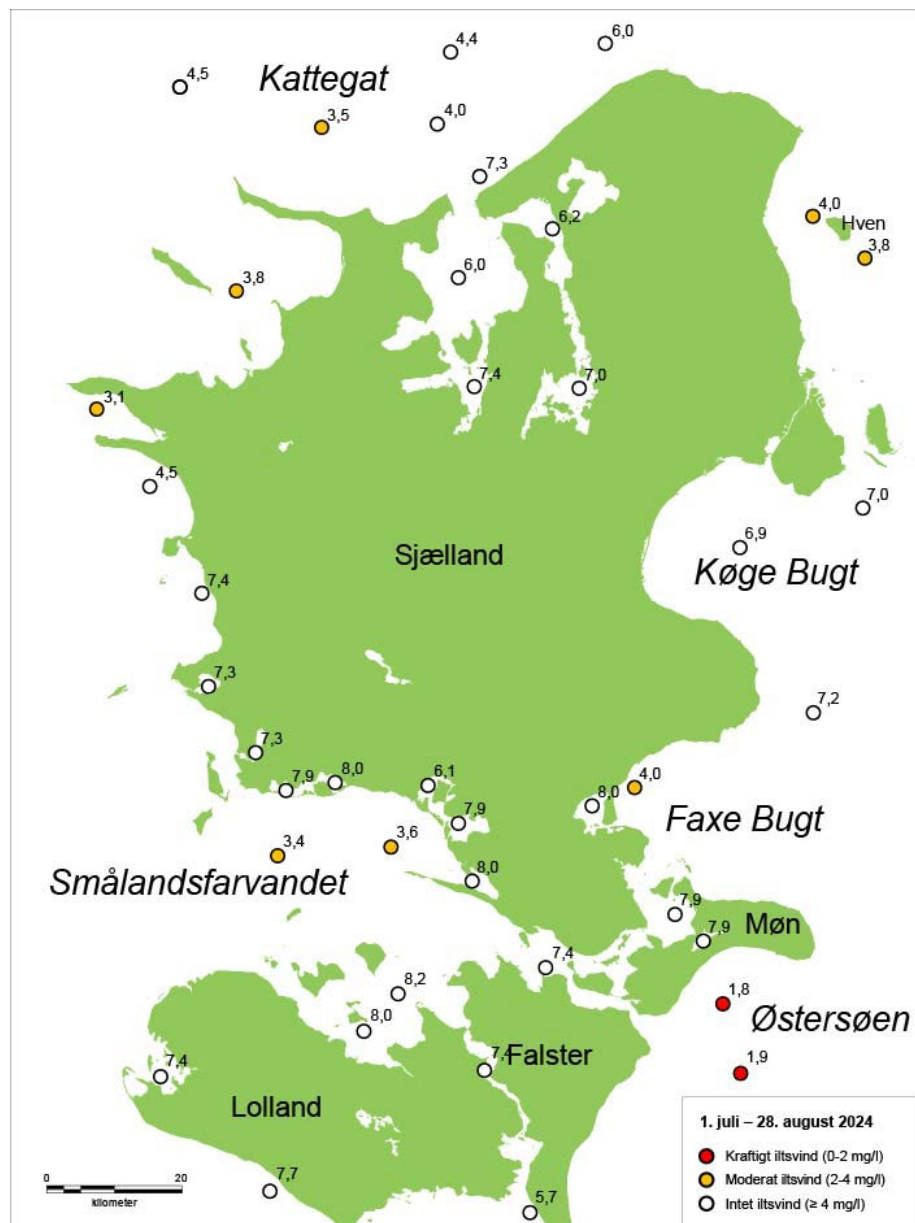 6,0
4,4
4,5
Kattegat
3,5
4,0
7,3
4,0
6,2
Hven
3,8
6,0
3,8
7,4
7,0
3,1
4,5
7,0
6,9
Sjælland
Køge Bugt
7,4
7,3
7,2
7,3
7,9
8,0
6,1
4,0
8,0
7,9
Faxe Bugt
3,4
3,6
Smålandsfarvandet
8,0
7,9
Møn
7,9
7,4
8,2
1,8
8,0
Østersøen
Falster
7,4
1,9
Lolland
1. juli – 28. august 2024
Kraftigt iltsvind (0-2 mg/l)
Moderat iltsvind (2-4 mg/l)
Intet iltsvind (≥ 4 mg/l)
0 20
kilometer
7,7
5,7